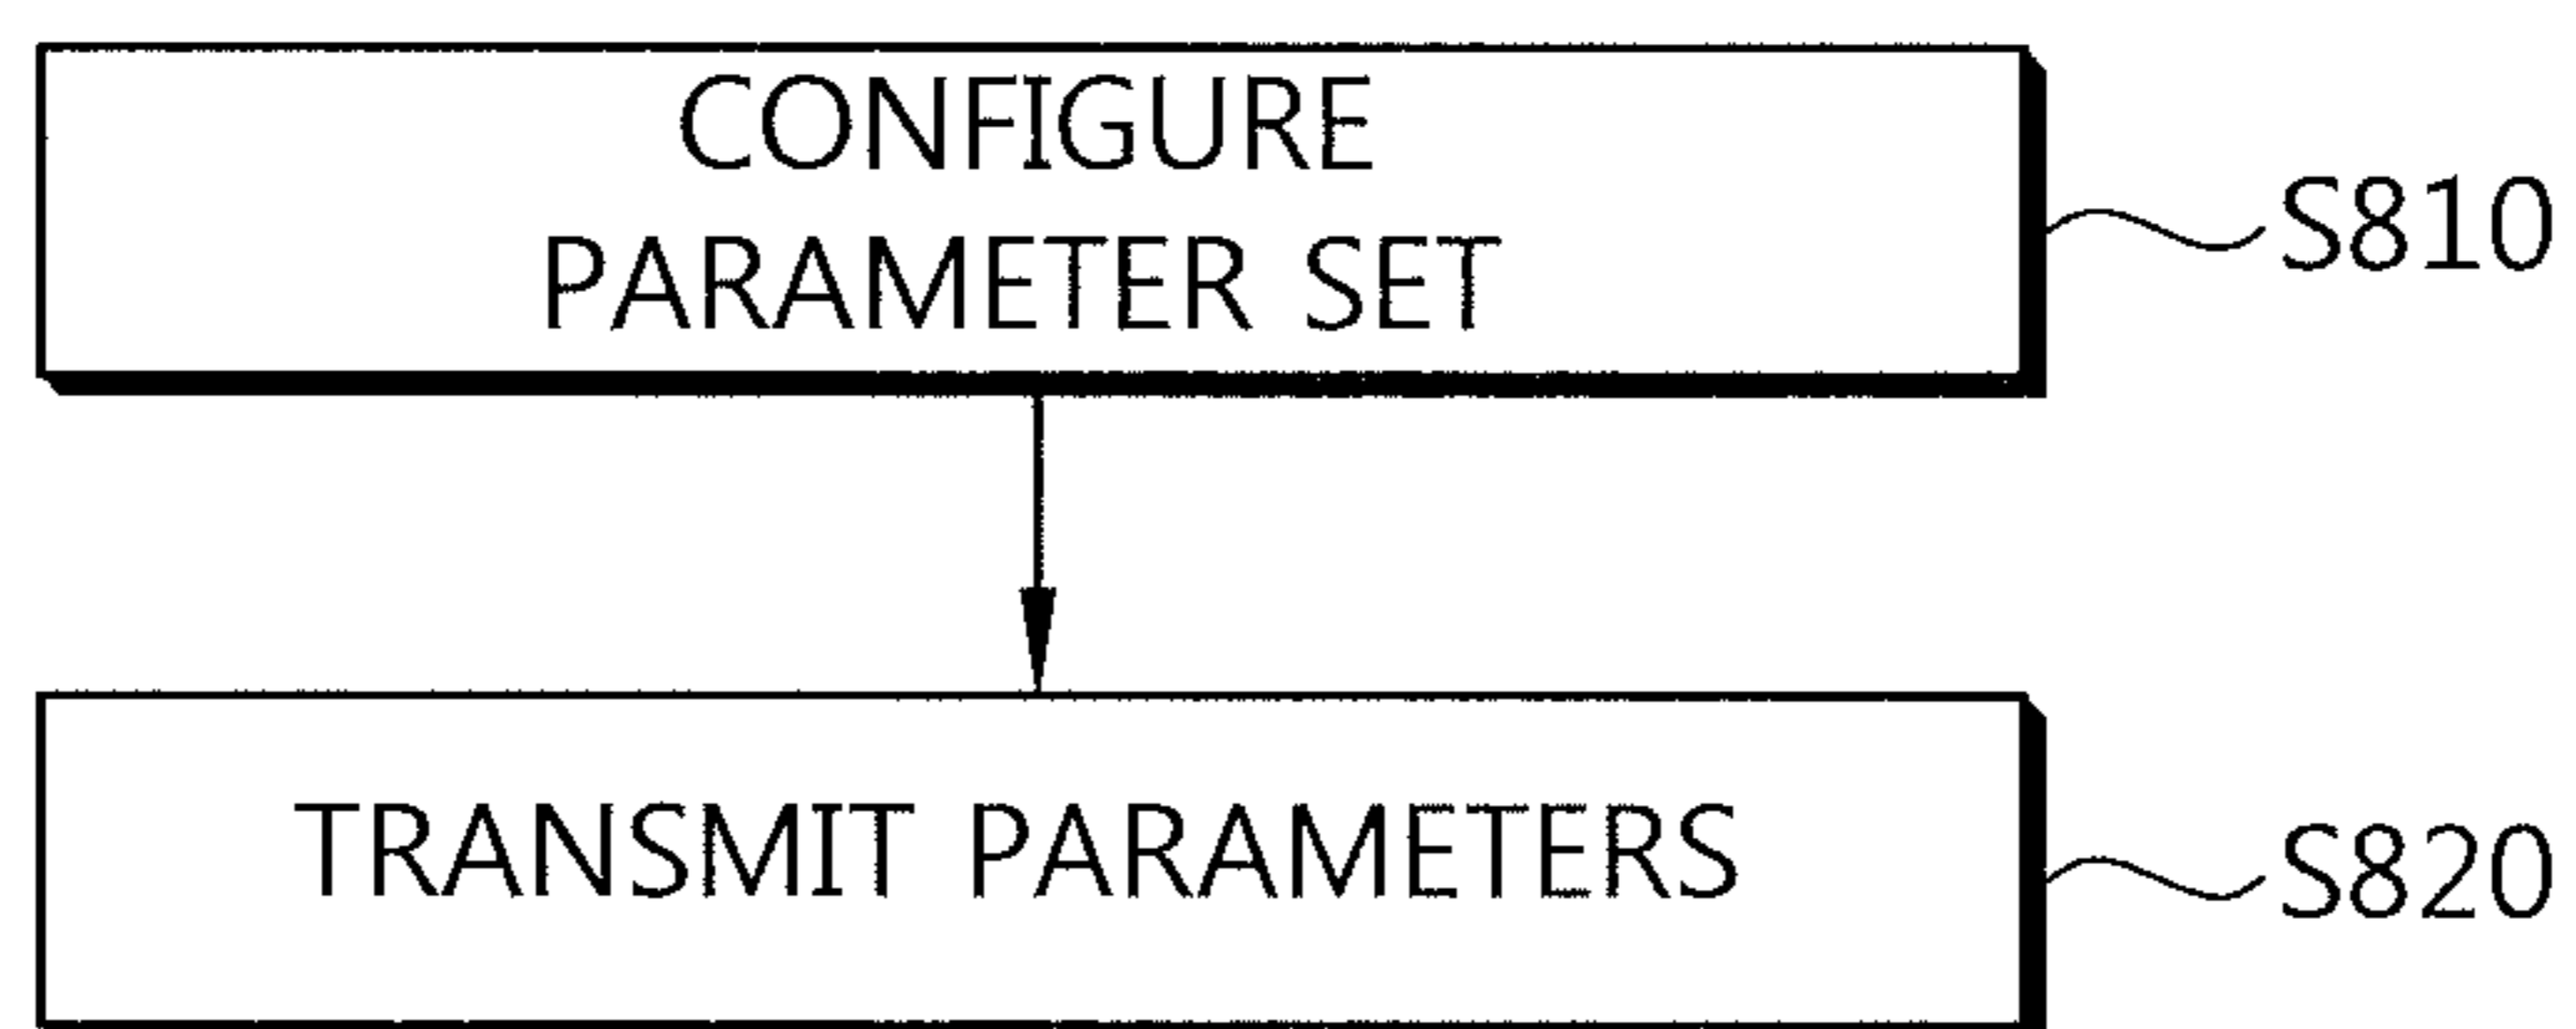 CONFIGURE
PARAMETER SET
S810
TRANSMIT PARAMETERS
S820